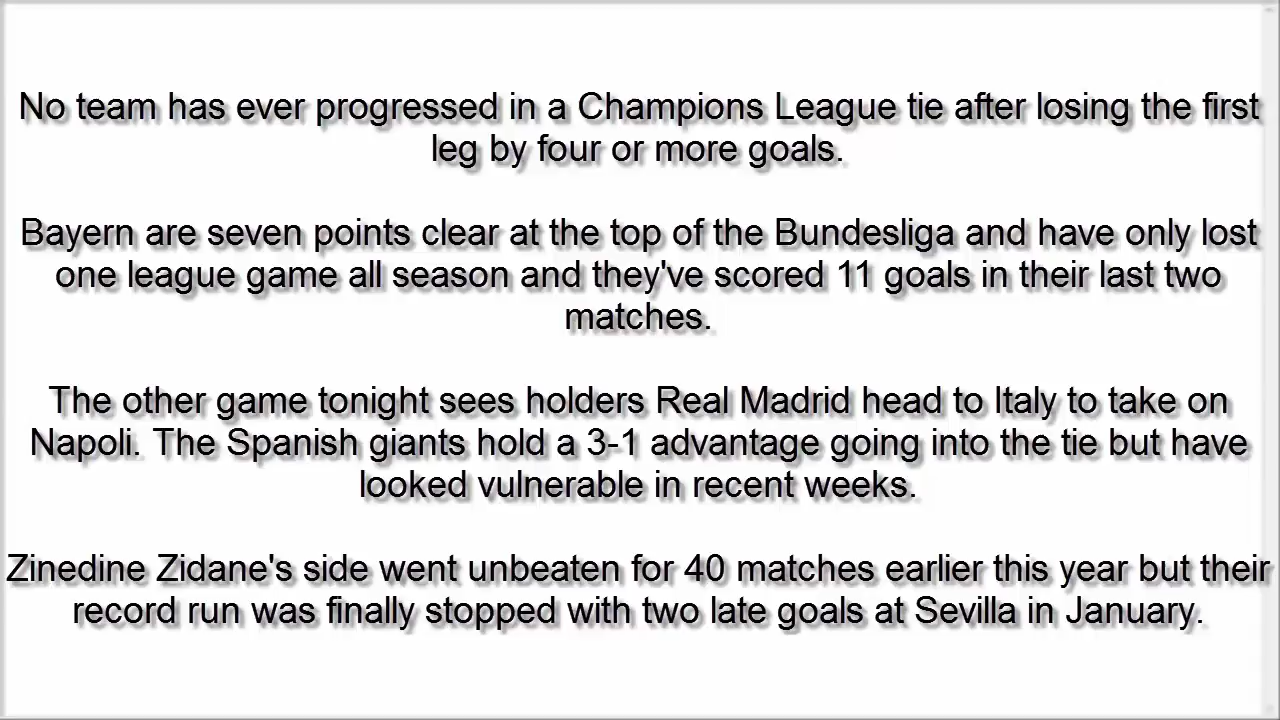 No team has ever progressed in a Champions League tie after losing the first
leg by four or more goals.
Bayern are seven points clear at the top of the Bundesliga and have only lost
one league game all season and they've scored 11 goals in their last two
matches.
The other game tonight sees holders Real Madrid head to Italy to take on
Napoli. The Spanish giants hold a 3-1 advantage going into the tie but have
looked vulnerable in recent weeks.
Zinedine Zidane's side went unbeaten for 40 matches earlier this year but their
record run was finally stopped with two late goals at Sevilla in January.